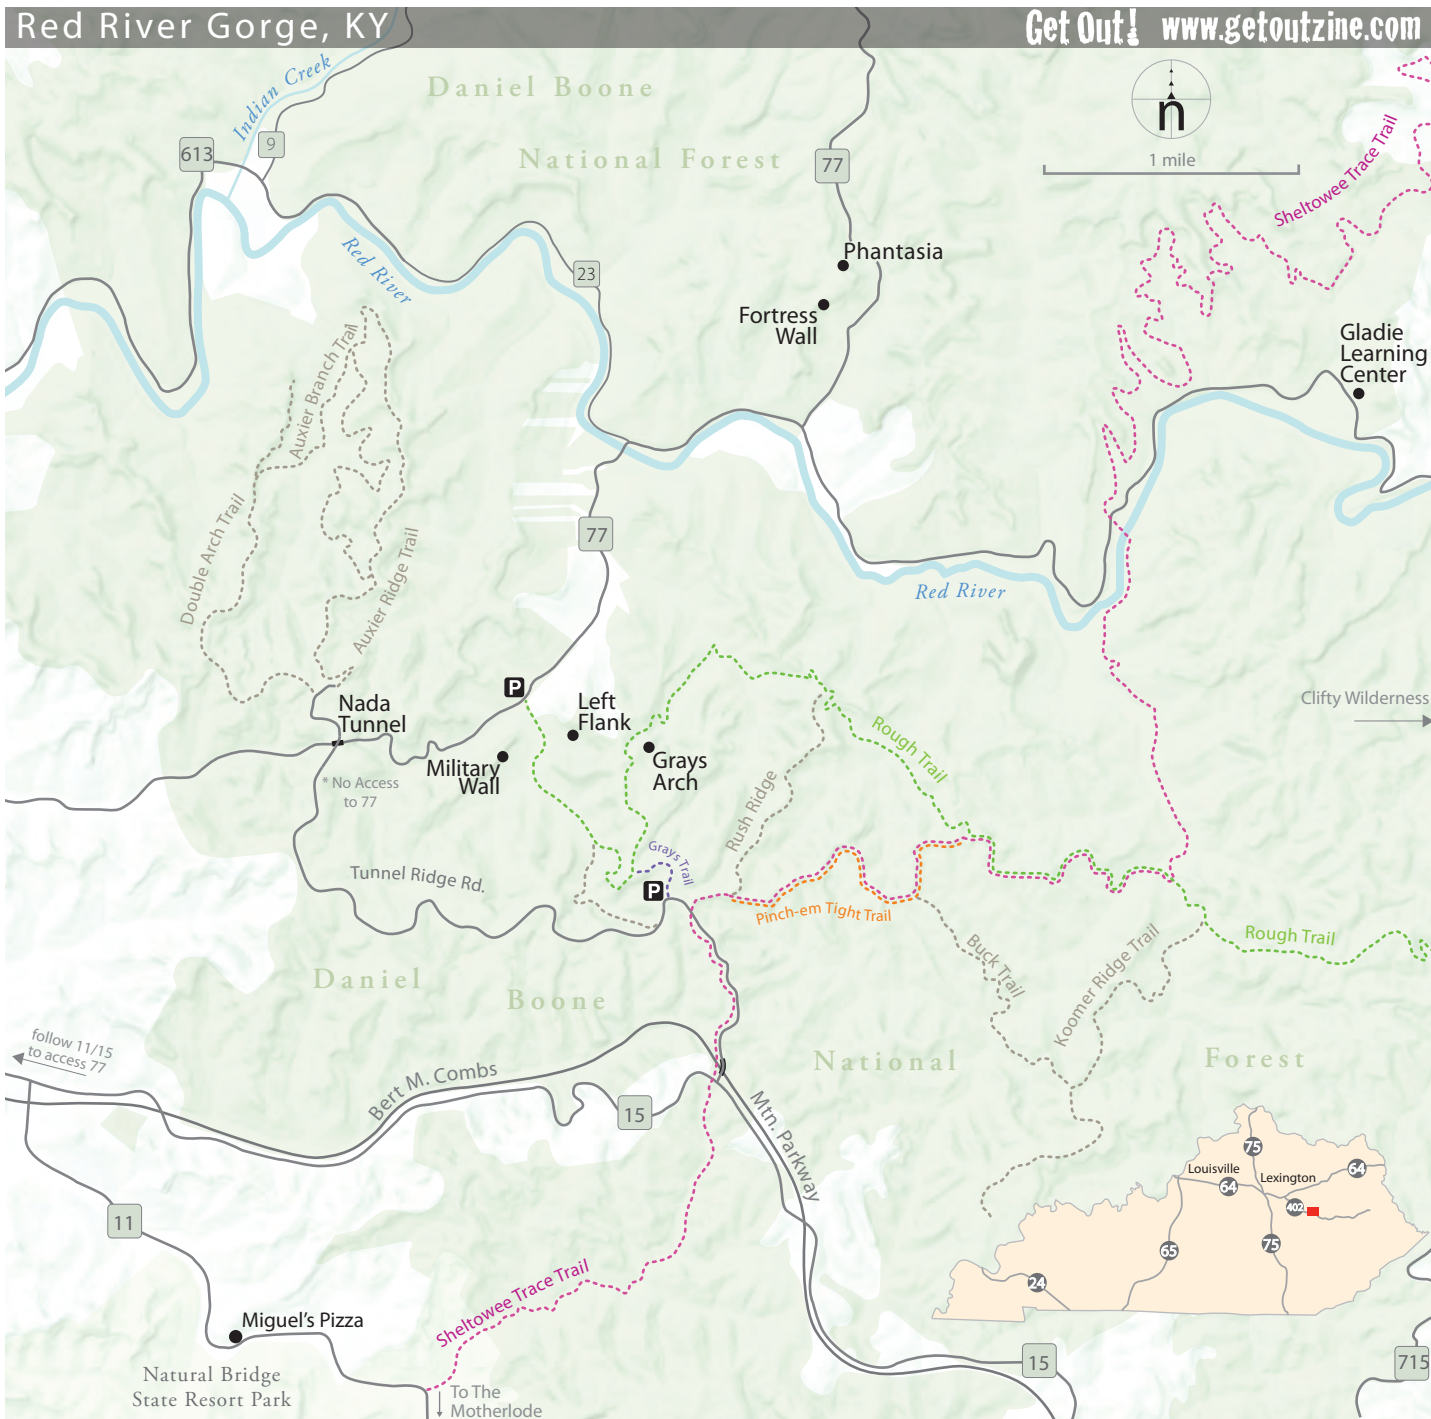 Red River Gorge, KY
Get Out! www.getoutzine.com
Indian Creek
Daniel Boone
National Forest
n
1 mile
613
9
77
Sheltowee Trace Trail
Red River
23
Phantasia
Fortress
Wall
Gladie
Learning
Center
Auxier Branch Trail
Double Arch Trail
Auxier Ridge Trail
77
Red River
P
Nada
Tunnel
Left
Flank
Military
Wall
Grays
Arch
* No Access
to 77
Rough Trail
Clifty Wilderness
Rush Ridge
Grays Trail
Tunnel Ridge Rd.
P
Pinch-em Tight Trail
Buck Trail
Koomer Ridge Trail
Rough Trail
Daniel
Boone
National
Forest
follow 11/15
to access 77
Bert M. Combs
Mtn. Parkway
15
11
Sheltowee Trace Trail
Miguel's Pizza
Natural Bridge
State Resort Park
To The
Motherlode
15
715
Louisville
Lexington
75
64
64
402
65
75
24